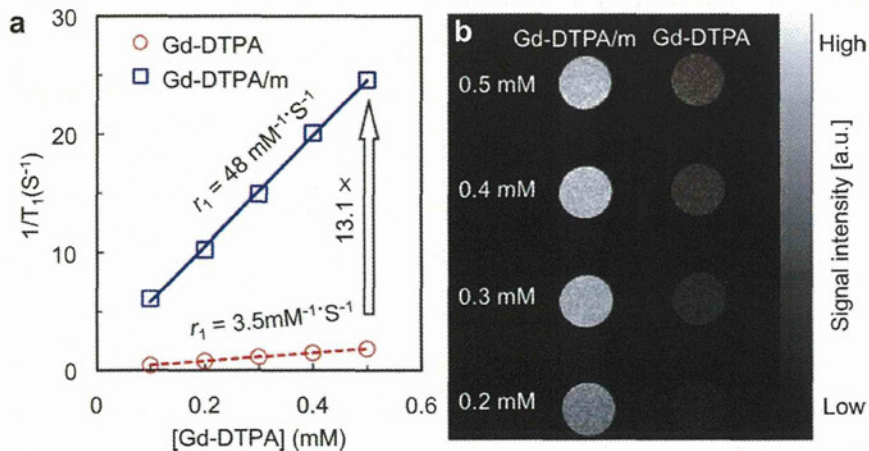 a
Gd-DTPA
Gd-DTPA/m
30
20
10
0
1/T₁(S⁻¹)
r₁ = 48 mM⁻¹·S⁻¹
13.1 x
r₁ = 3.5mM⁻¹·S⁻¹
0 0.2 0.4 0.6
[Gd-DTPA] (mM)
b
Gd-DTPA/m Gd-DTPA
0.5 mM
0.4 mM
0.3 mM
0.2 mM
High
Signal intensity [a.u.]
Low